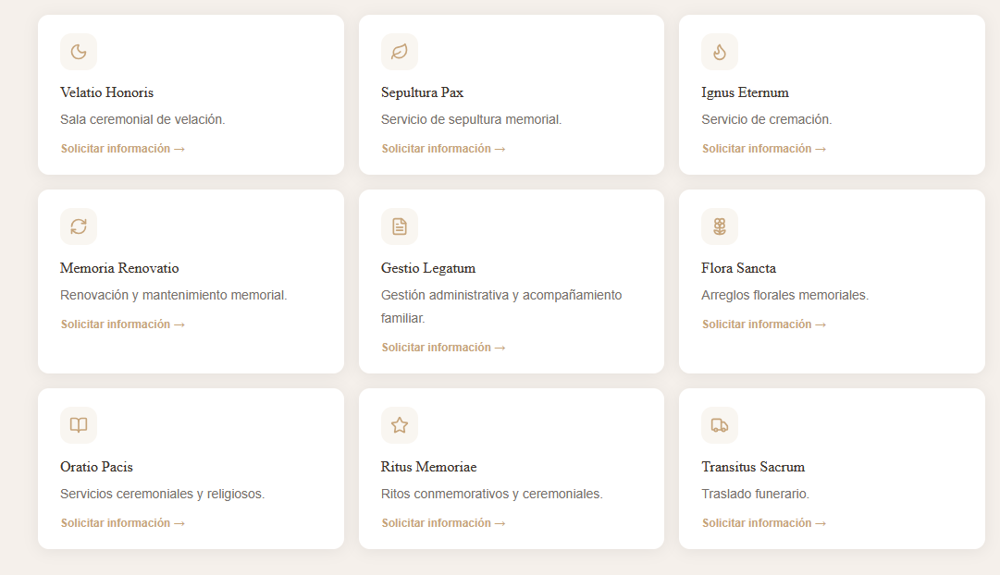 Velatio Honoris
Sala ceremonial de velación.
Solicitar información →
Sepultura Pax
Servicio de sepultura memorial.
Solicitar información →
Ignus Eternum
Servicio de cremación.
Solicitar información →
Memoria Renovatio
Renovación y mantenimiento memorial.
Solicitar información →
Gestio Legatum
Gestión administrativa y acompañamiento
familiar.
Solicitar información →
Flora Sancta
Arreglos florales memoriales.
Solicitar información →
Oratio Pacis
Servicios ceremoniales y religiosos.
Solicitar información →
Ritus Memoriae
Ritos conmemorativos y ceremoniales.
Solicitar información →
Transitus Sacrum
Traslado funerario.
Solicitar información →